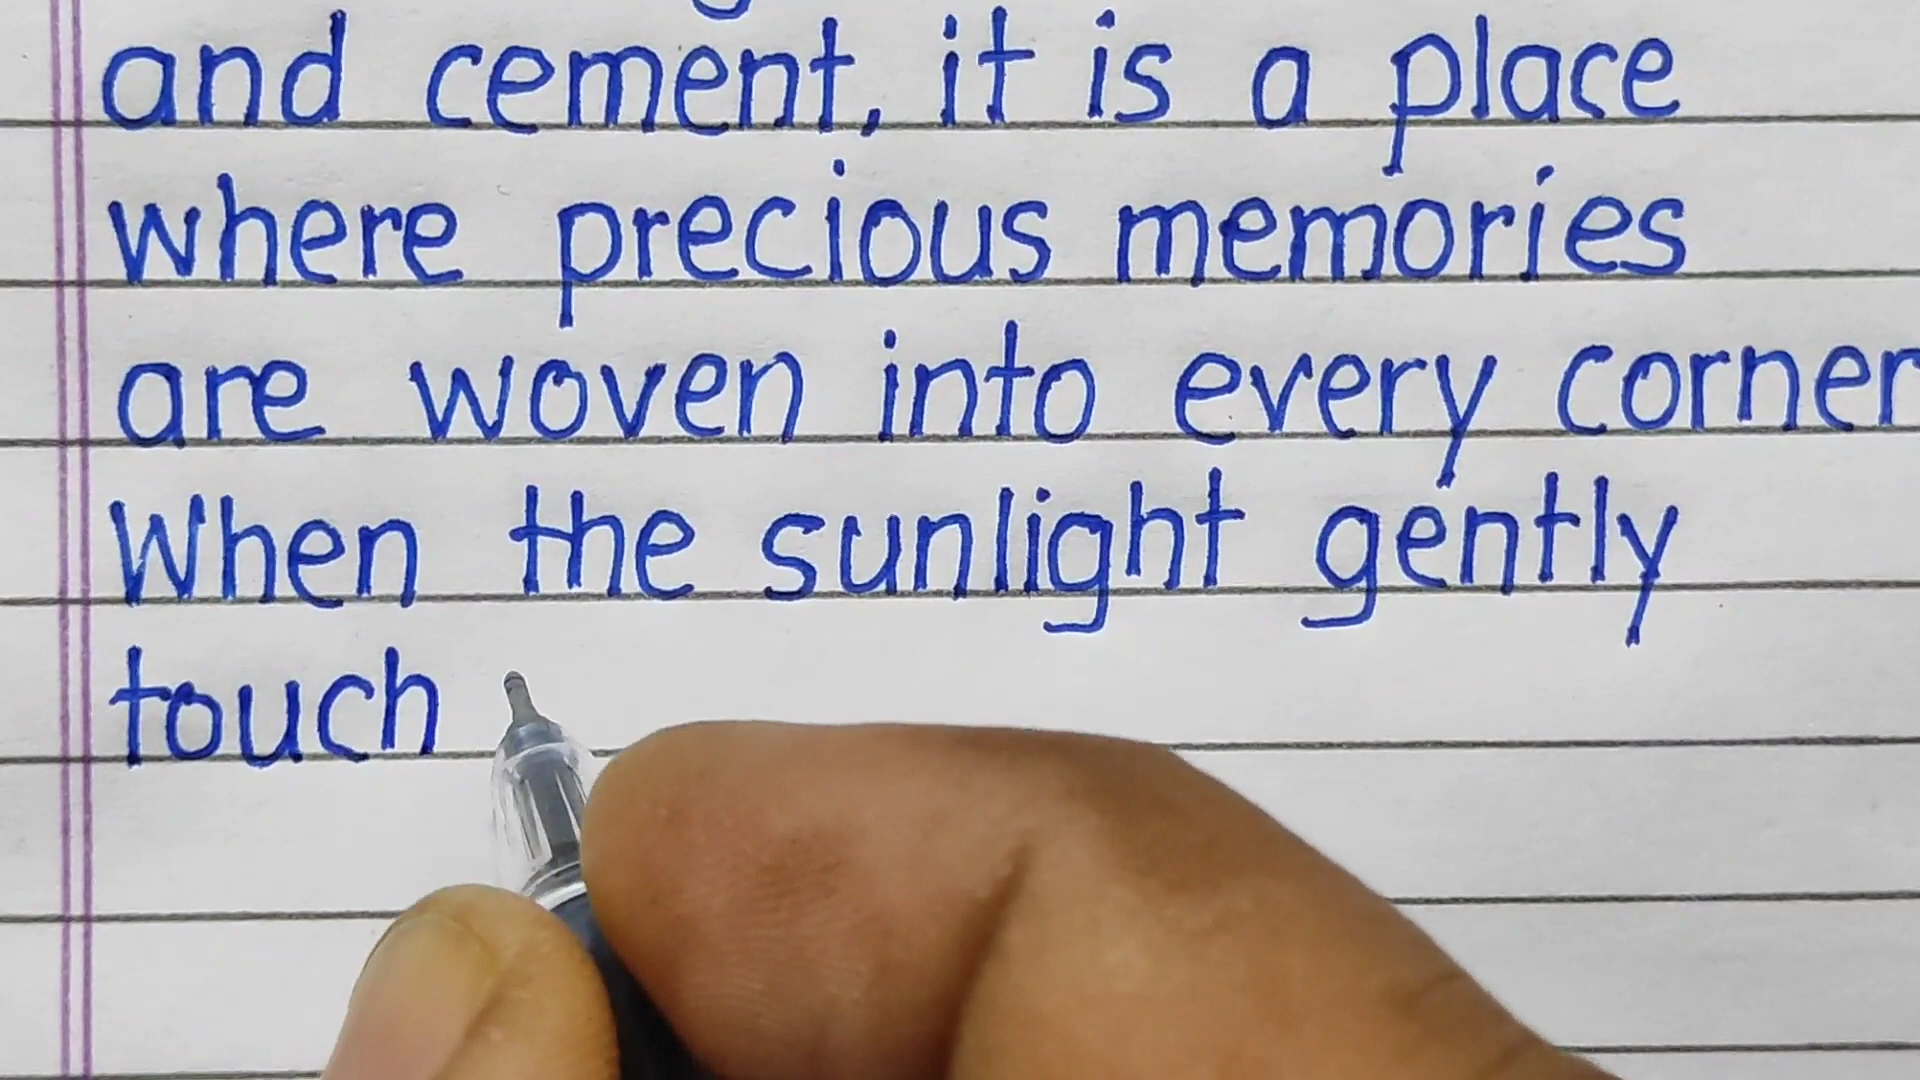 and cement, it is a place
where precious memories
are woven into every corner
When the sunlight gently
touch